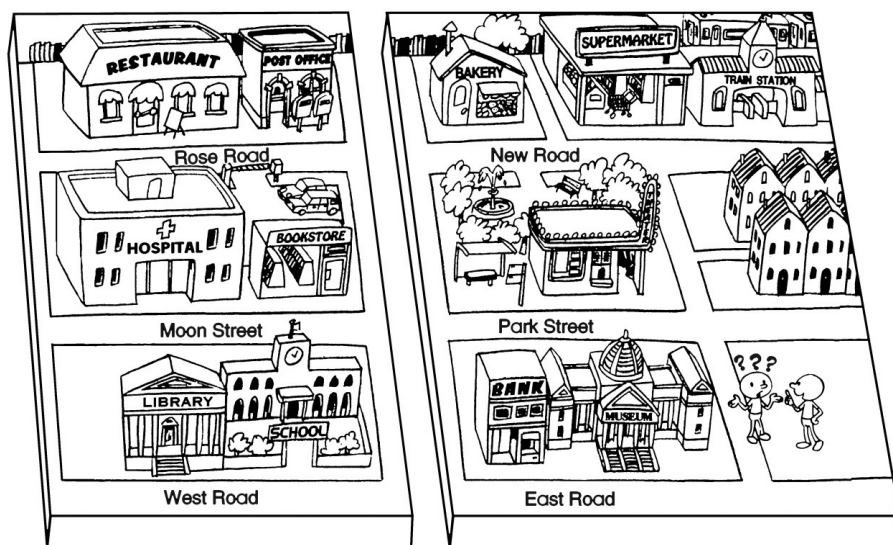 RESTAURANT
POST OFFICE
Rose Road
HOSPITAL
BOOKSTORE
Moon Street
LIBRARY
SCHOOL
West Road
BAKERY
SUPERMARKET
TRAIN STATION
New Road
Park Street
BANK
MUSEUM
East Road
? ? ?